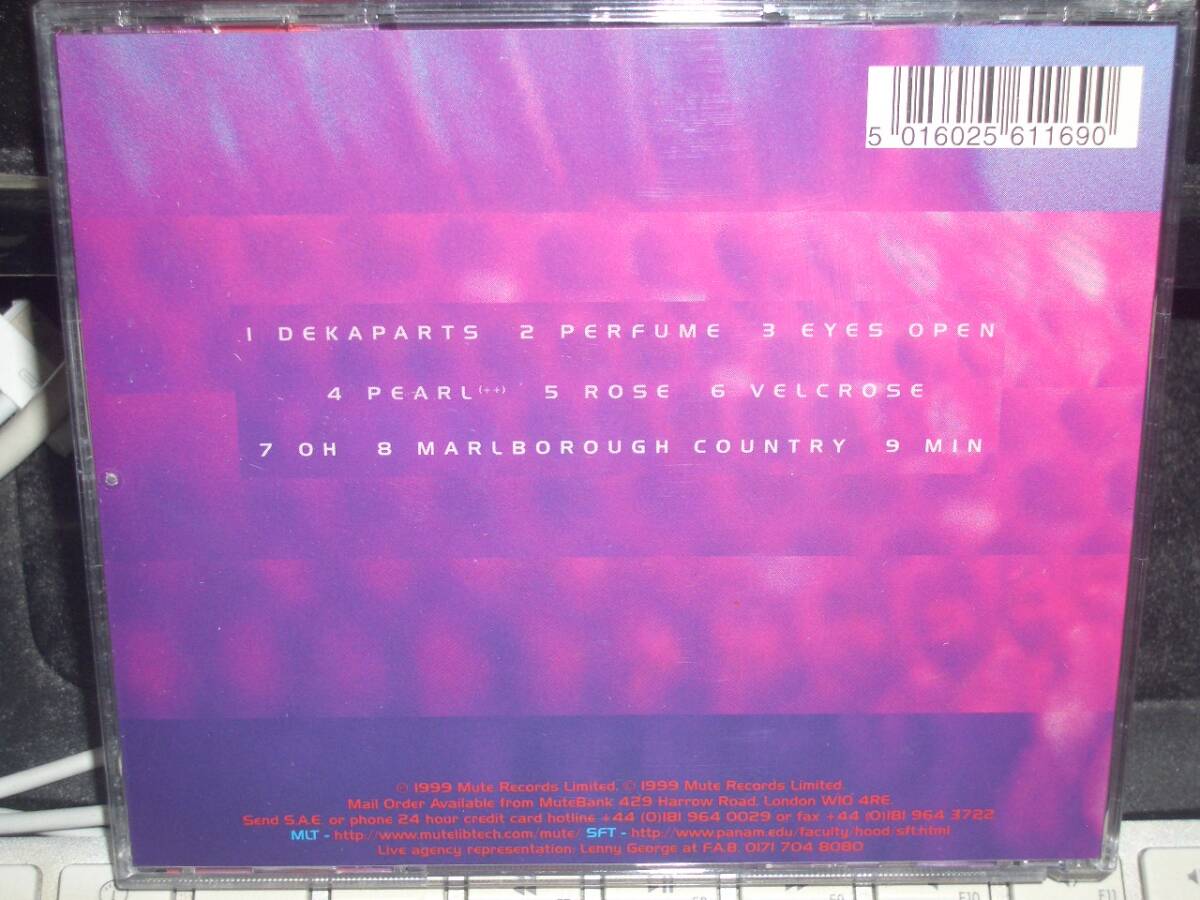 5 016025 611690
1 DEKAPARTS 2 PERFUME 3 EYES OPEN
4 PEARL(++) 5 ROSE 6 VELCROSE
7 OH 8 MARLBOROUGH COUNTRY 9 MIN
℗ 1999 Mute Records Limited. © 1999 Mute Records Limited.
Mail Order Available from MuteBank 429 Harrow Road, London W10 4RE.
Send S.A.E. or phone 24 hour credit card hotline +44 (0)181 964 0029 or fax +44 (0)181 964 3722
MLT - http://www.mutelibtech.com/mute/ SFT - http://www.panam.edu/faculty/hood/sft.html
Live agency representation: Lenny George at F.A.B. 0171 704 8080
F10
F11